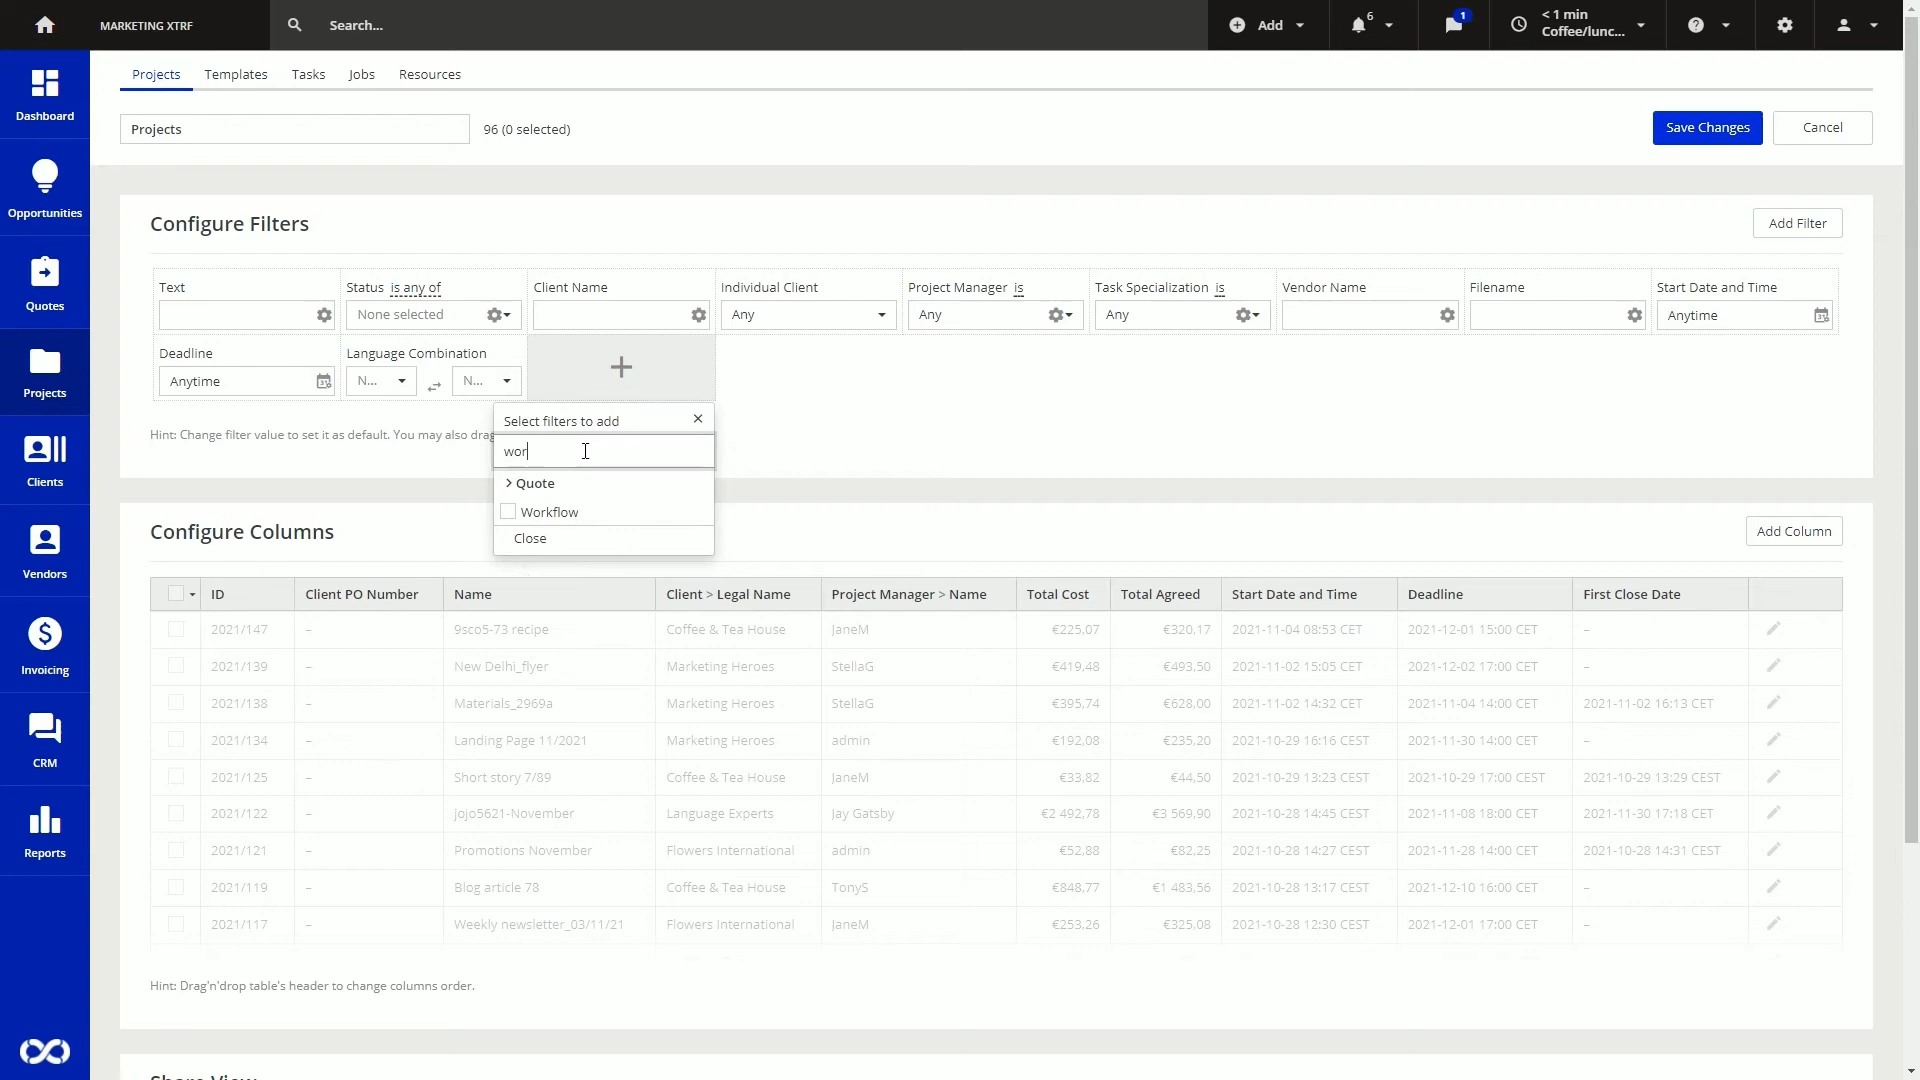 MARKETING XTRF
Search...
Add
6
1
< 1 min
Coffee/lunc...
Dashboard
Opportunities
Quotes
Projects
Clients
Vendors
Invoicing
CRM
Reports
Projects Templates Tasks Jobs Resources
Projects 96 (0 selected) Save Changes Cancel
Configure Filters Add Filter
Text Status is any of Client Name Individual Client Project Manager is Task Specialization is Vendor Name Filename Start Date and Time
None selected Any Any Any Anytime
Deadline Language Combination
Anytime N... N...
Hint: Change filter value to set it as default. You may also drag
Select filters to add
wor
> Quote
Workflow
Close
Configure Columns Add Column
ID Client PO Number Name Client > Legal Name Project Manager > Name Total Cost Total Agreed Start Date and Time Deadline First Close Date
2021/147 – 9sco5-73 recipe Coffee & Tea House JaneM €225,07 €320,17 2021-11-04 08:53 CET 2021-12-01 15:00 CET –
2021/139 – New Delhi_flyer Marketing Heroes StellaG €419,48 €493,50 2021-11-02 15:05 CET 2021-12-02 17:00 CET –
2021/138 – Materials_2969a Marketing Heroes StellaG €395,74 €628,00 2021-11-02 14:32 CET 2021-11-04 14:00 CET 2021-11-02 16:13 CET
2021/134 – Landing Page 11/2021 Marketing Heroes admin €192,08 €235,20 2021-10-29 16:16 CEST 2021-11-30 14:00 CET –
2021/125 – Short story 7/89 Coffee & Tea House JaneM €33,82 €44,50 2021-10-29 13:23 CEST 2021-10-29 17:00 CEST 2021-10-29 13:29 CEST
2021/122 – jojo5621-November Language Experts Jay Gatsby €2 492,78 €3 569,90 2021-10-28 14:45 CEST 2021-11-08 18:00 CET 2021-11-30 17:18 CET
2021/121 – Promotions November Flowers International admin €52,88 €82,25 2021-10-28 14:27 CEST 2021-11-28 14:00 CET 2021-10-28 14:31 CEST
2021/119 – Blog article 78 Coffee & Tea House TonyS €848,77 €1 483,56 2021-10-28 13:17 CEST 2021-12-10 16:00 CET –
2021/117 – Weekly newsletter_03/11/21 Flowers International JaneM €253,26 €325,08 2021-10-28 12:30 CEST 2021-12-01 17:00 CET –
Hint: Drag'n'drop table's header to change columns order.
Share View